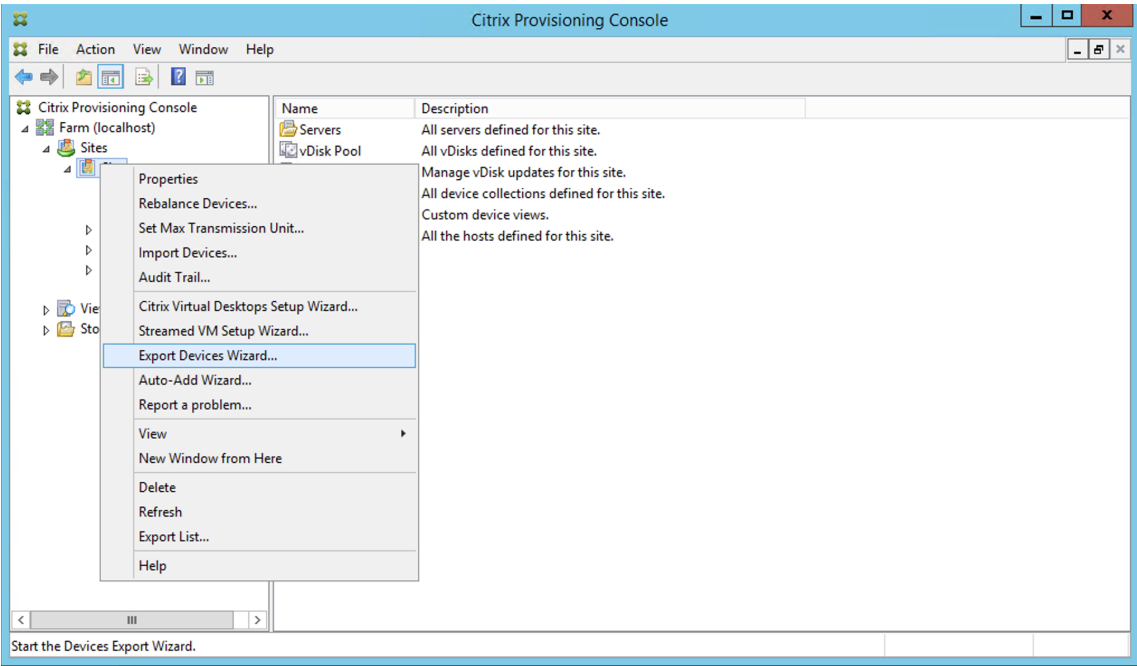 Citrix Provisioning Console
File Action View Window Help
Citrix Provisioning Console
Farm (localhost)
Sites
Name Description
Servers All servers defined for this site.
vDisk Pool All vDisks defined for this site.
Manage vDisk updates for this site.
All device collections defined for this site.
Custom device views.
All the hosts defined for this site.
Properties
Rebalance Devices...
Set Max Transmission Unit...
Import Devices...
Audit Trail...
Citrix Virtual Desktops Setup Wizard...
Streamed VM Setup Wizard...
Export Devices Wizard...
Auto-Add Wizard...
Report a problem...
View
New Window from Here
Delete
Refresh
Export List...
Help
Vie
Sto
Start the Devices Export Wizard.